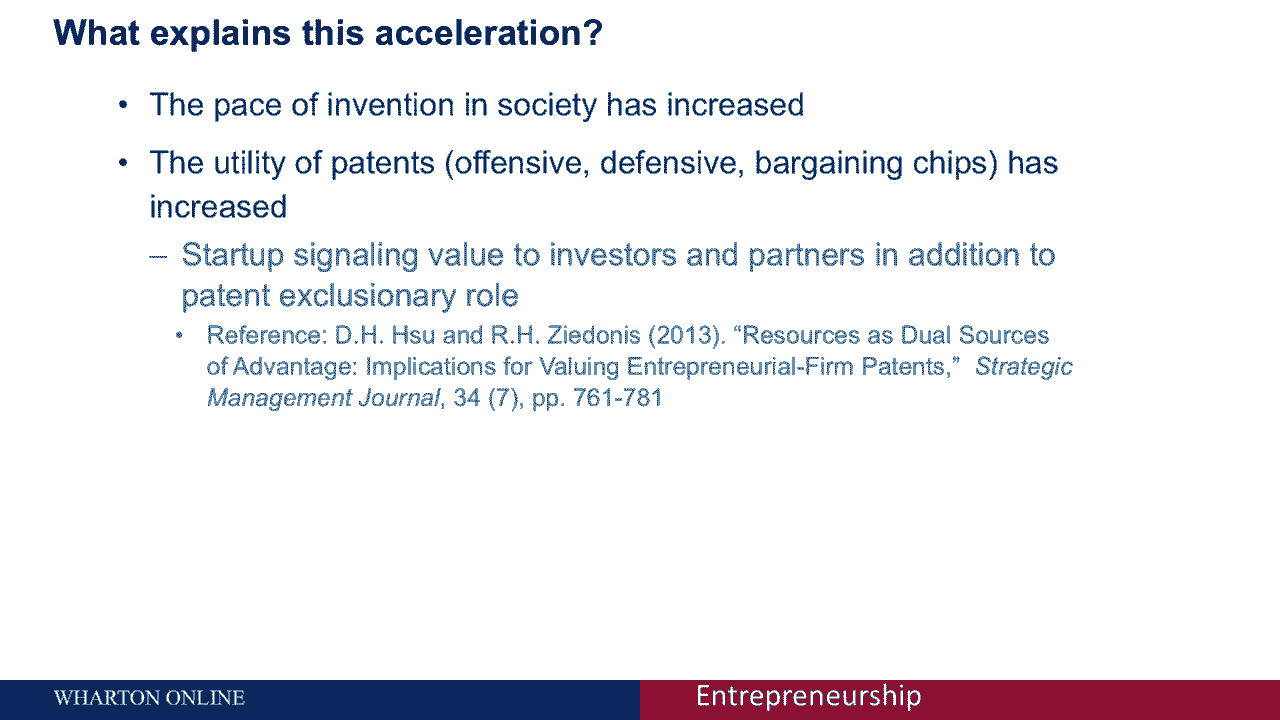 What explains this acceleration?
• The pace of invention in society has increased
• The utility of patents (offensive, defensive, bargaining chips) has
increased
– Startup signaling value to investors and partners in addition to
patent exclusionary role
• Reference: D.H. Hsu and R.H. Ziedonis (2013). “Resources as Dual Sources
of Advantage: Implications for Valuing Entrepreneurial-Firm Patents,” Strategic
Management Journal, 34 (7), pp. 761-781
WHARTON ONLINE
Entrepreneurship